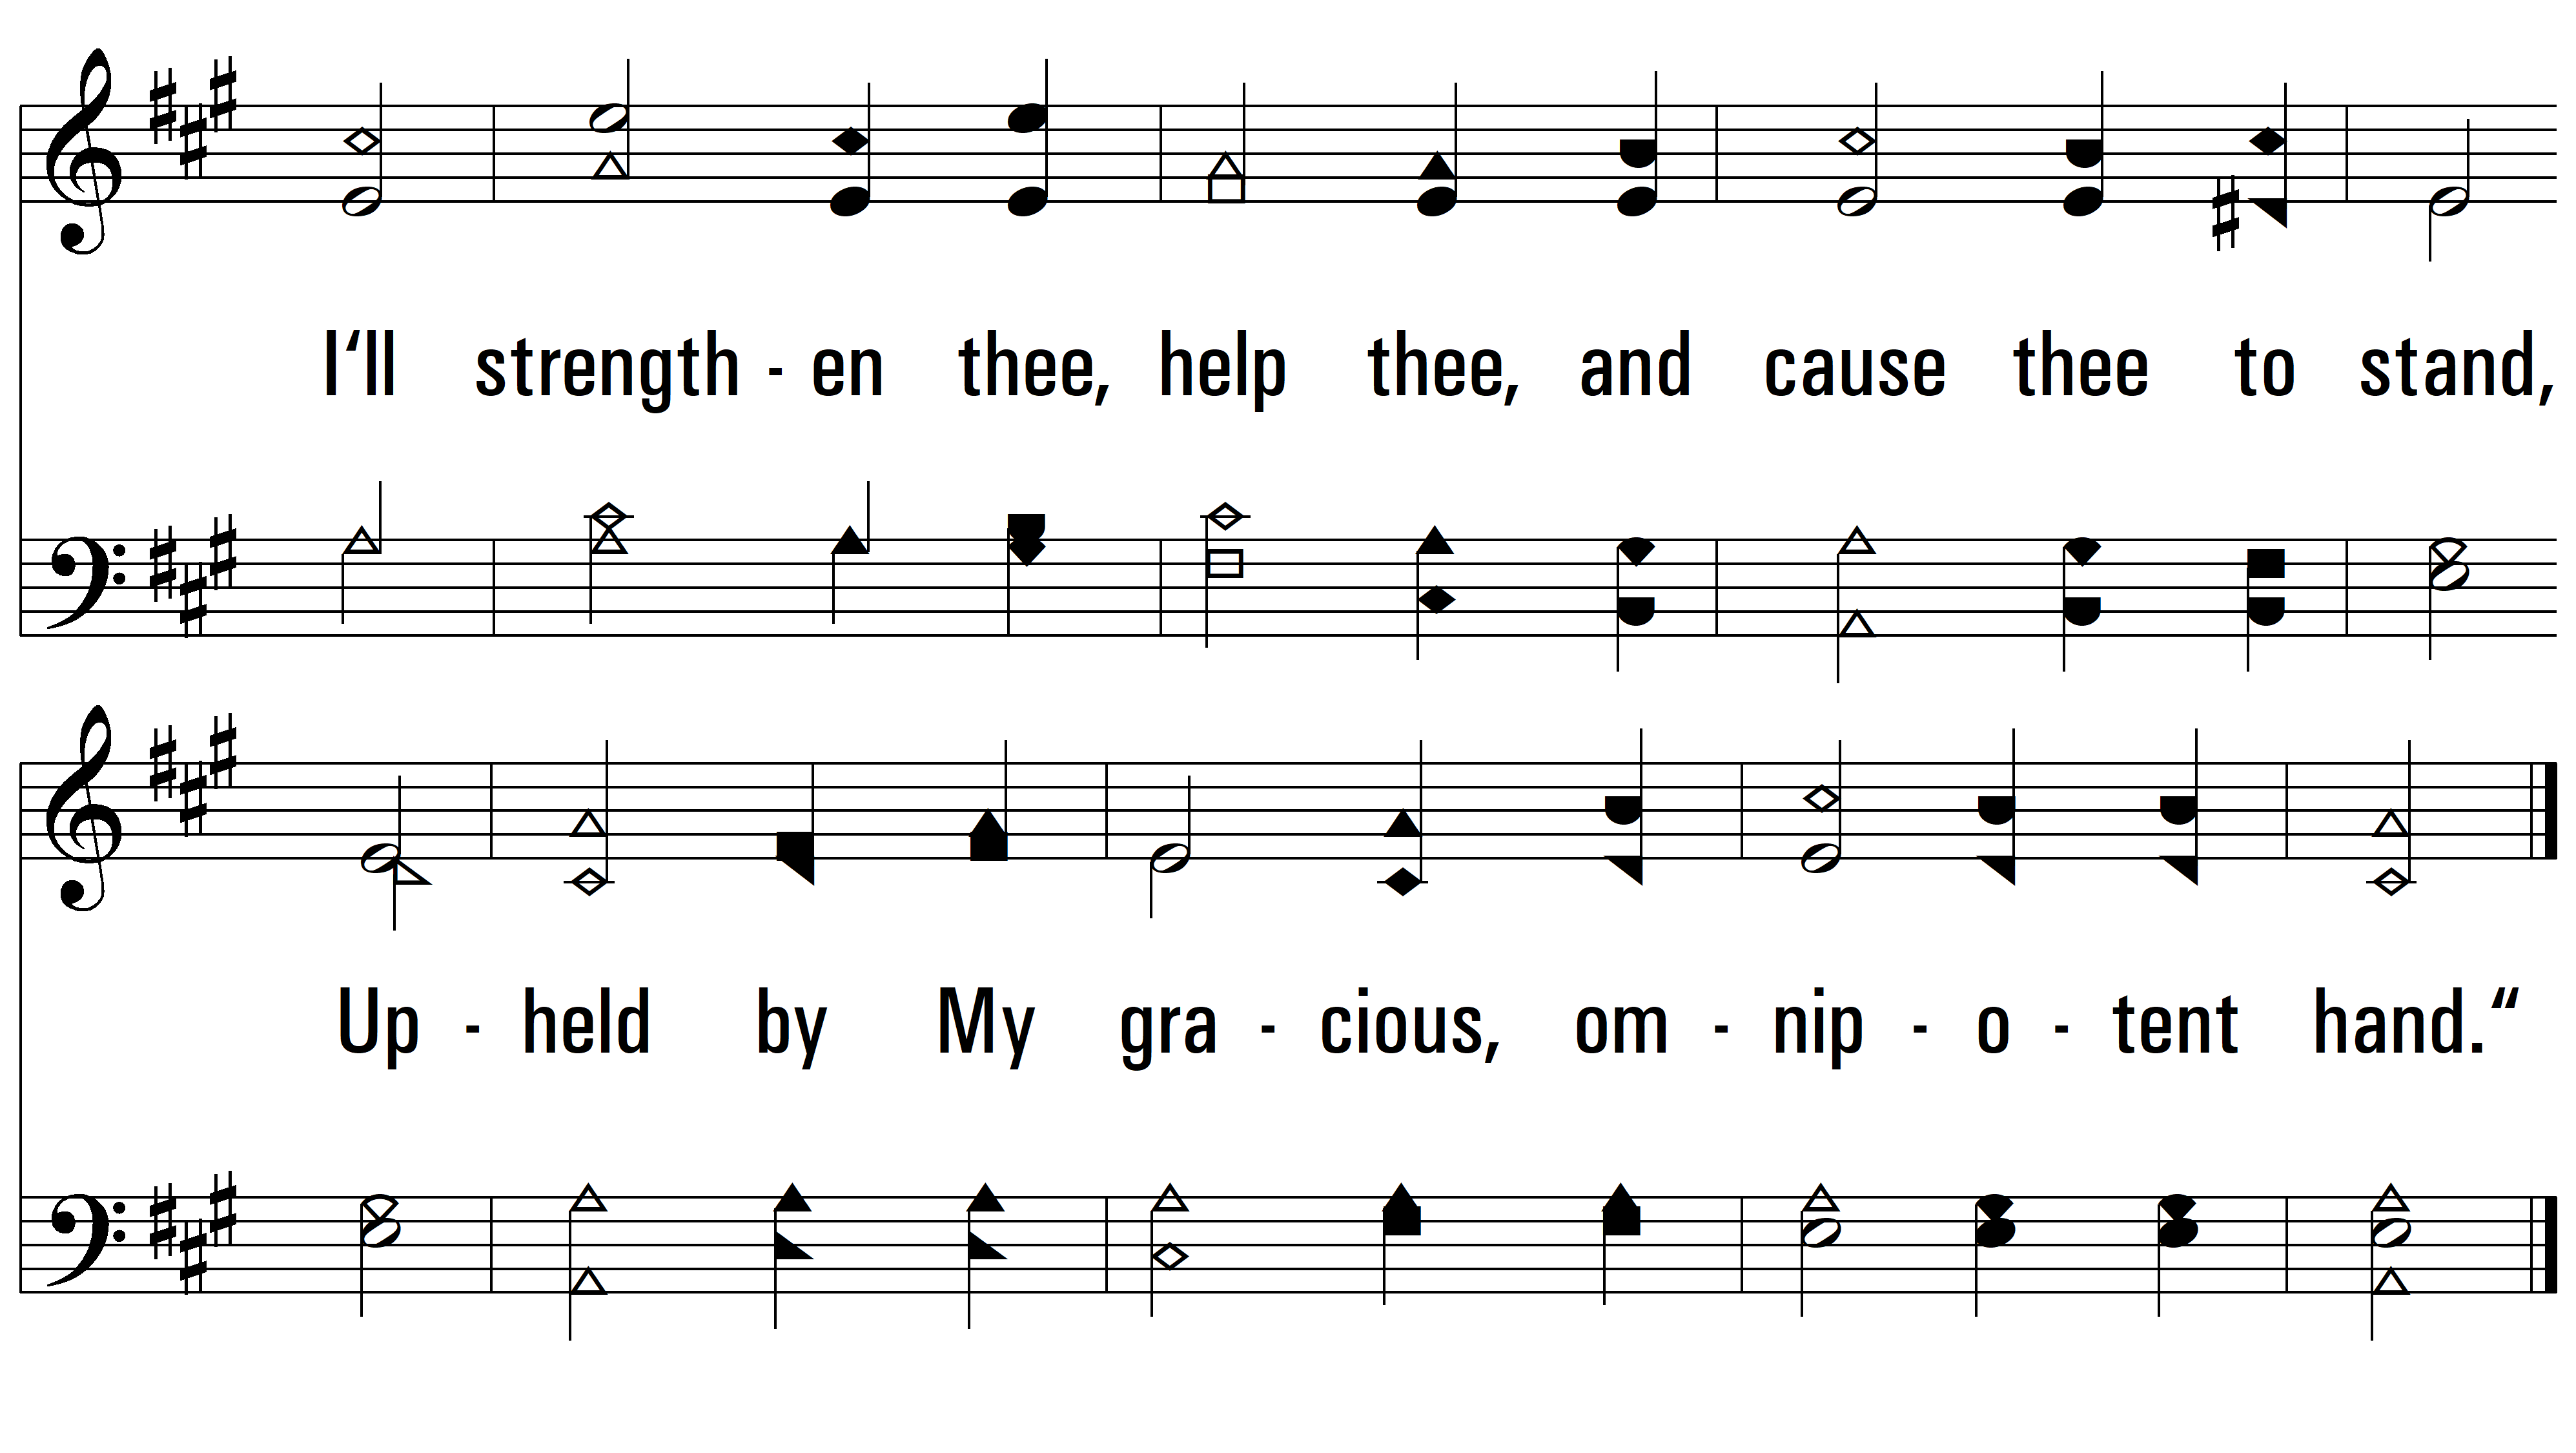 I‘ll strength - en thee, help thee, and cause thee to stand,
Up - held by My gra - cious, om - nip - o - tent hand.“